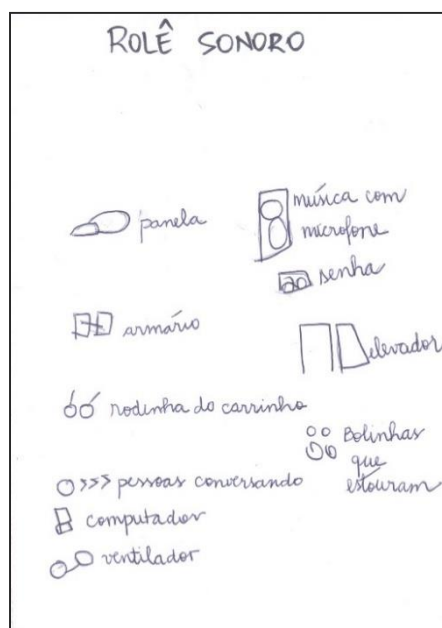 ROLÊ SONORO
panela
música com
microfone
senha
armário
elevador
rodinha do carrinho
Bolinhas
que
estouram
pessoas conversando
computador
ventilador